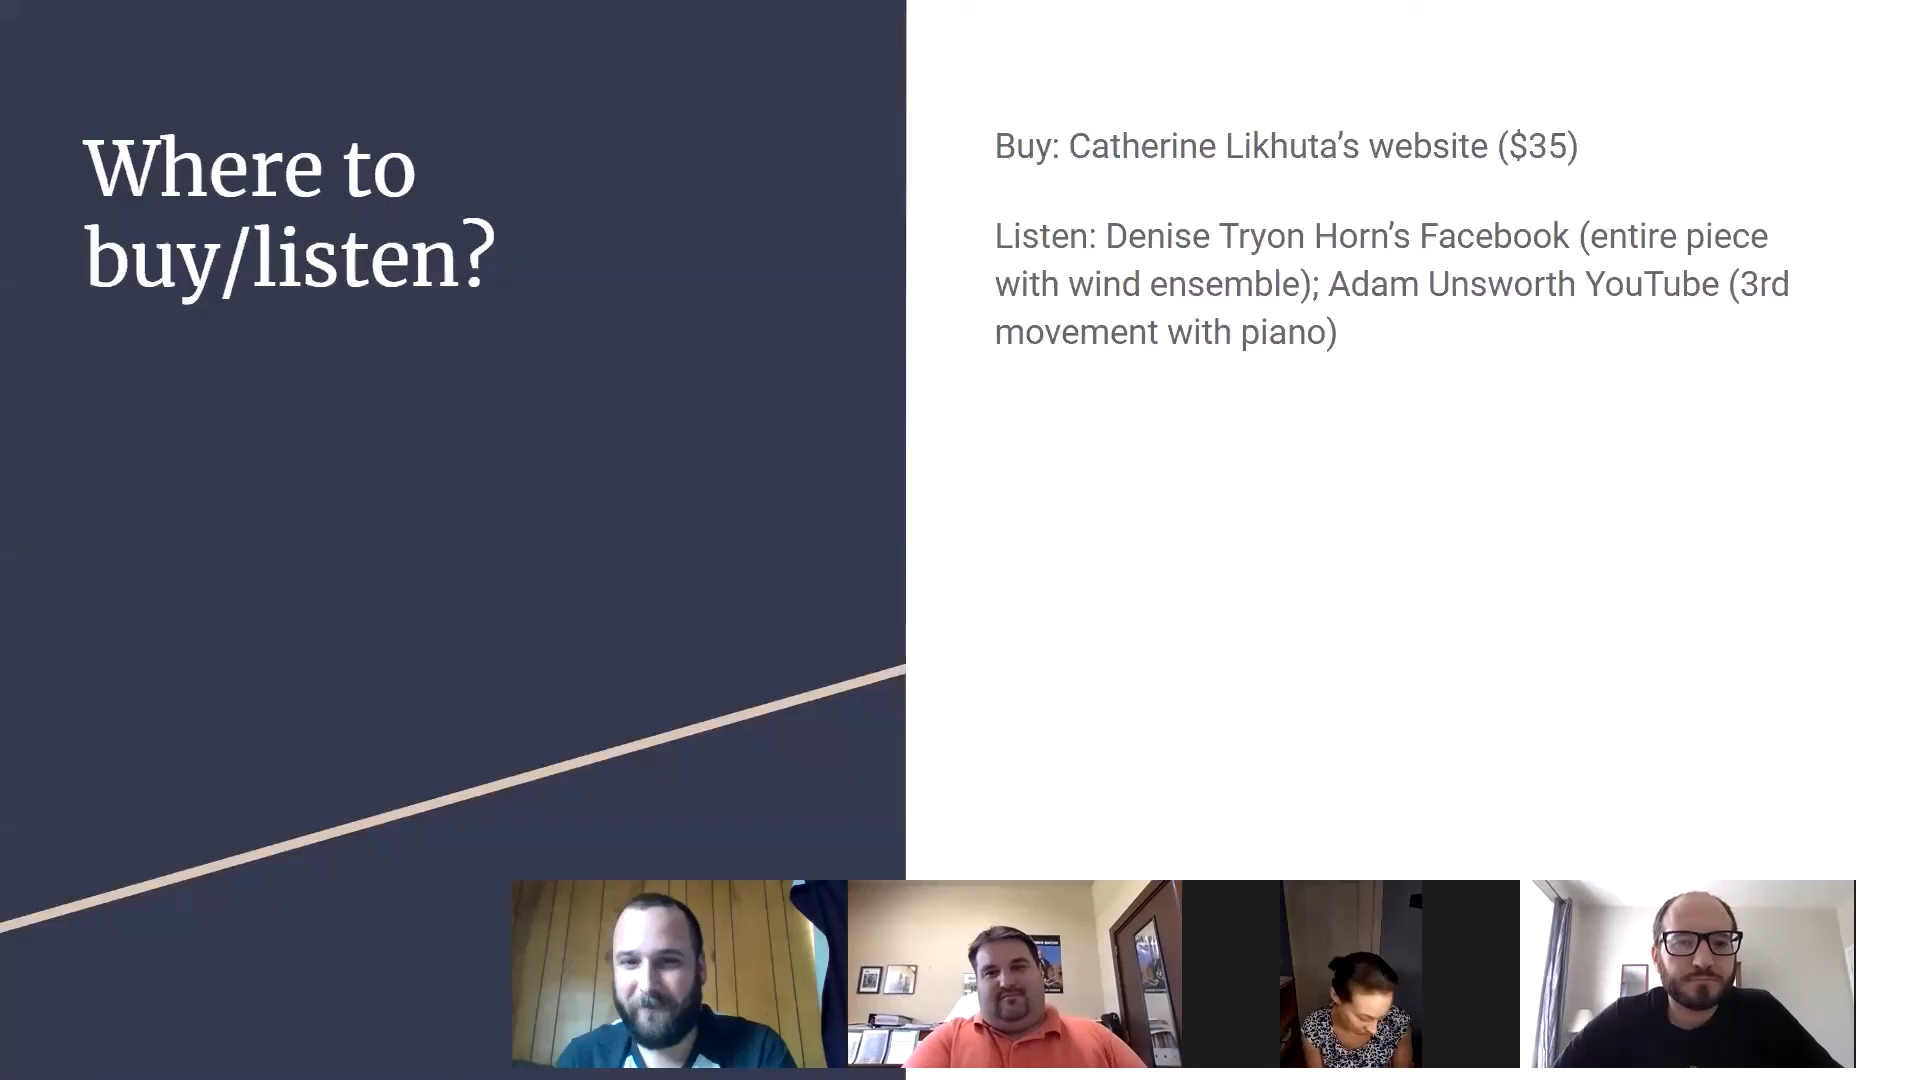 Where to
buy/listen?
Buy: Catherine Likhuta’s website ($35)
Listen: Denise Tryon Horn’s Facebook (entire piece
with wind ensemble); Adam Unsworth YouTube (3rd
movement with piano)